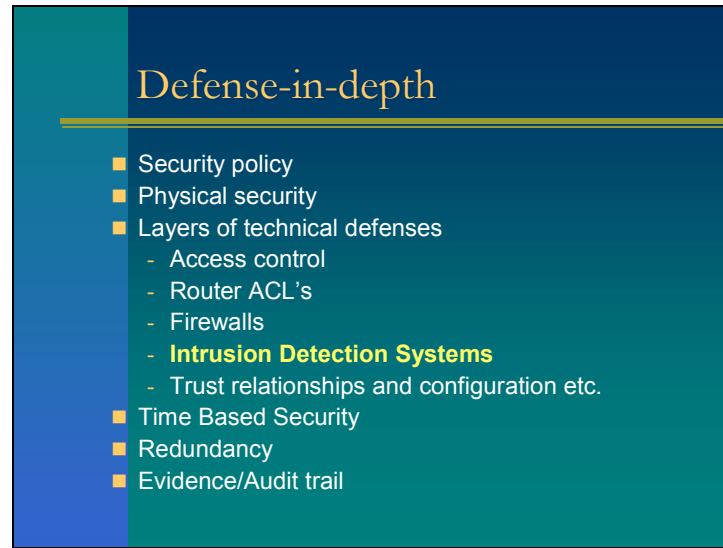 Defense-in-depth
■ Security policy
■ Physical security
■ Layers of technical defenses
- Access control
- Router ACL's
- Firewalls
- Intrusion Detection Systems
- Trust relationships and configuration etc.
■ Time Based Security
■ Redundancy
■ Evidence/Audit trail